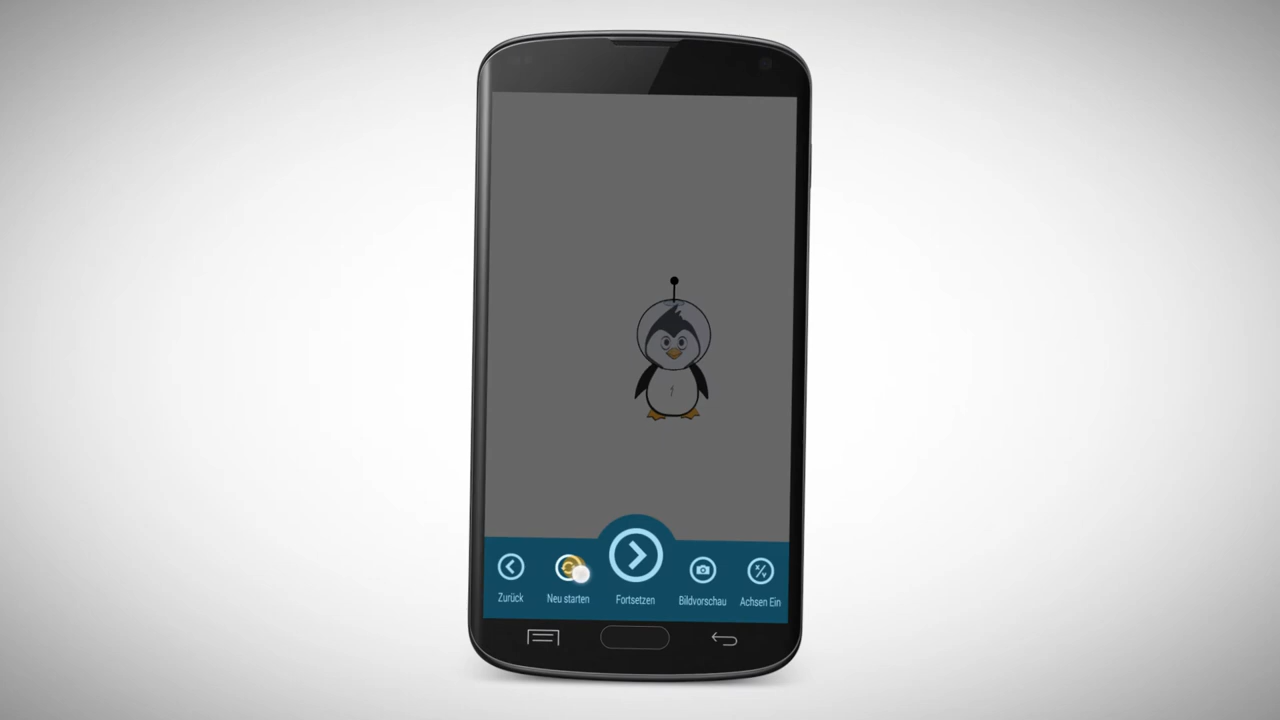 Zurück
Neu starten
Fortsetzen
Bildvorschau
Achsen Ein